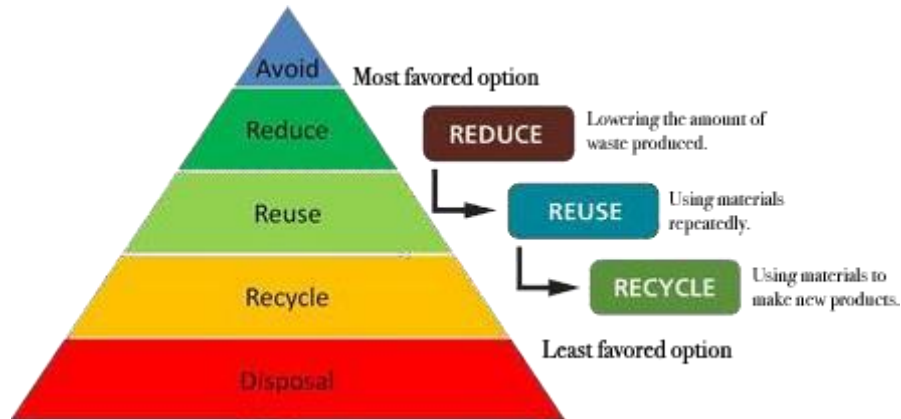 Avoid
Most favored option
Reduce
REDUCE
Lowering the amount of
waste produced.
Reuse
REUSE
Using materials
repeatedly.
Recycle
RECYCLE
Using materials to
make new products.
Least favored option
Disposal